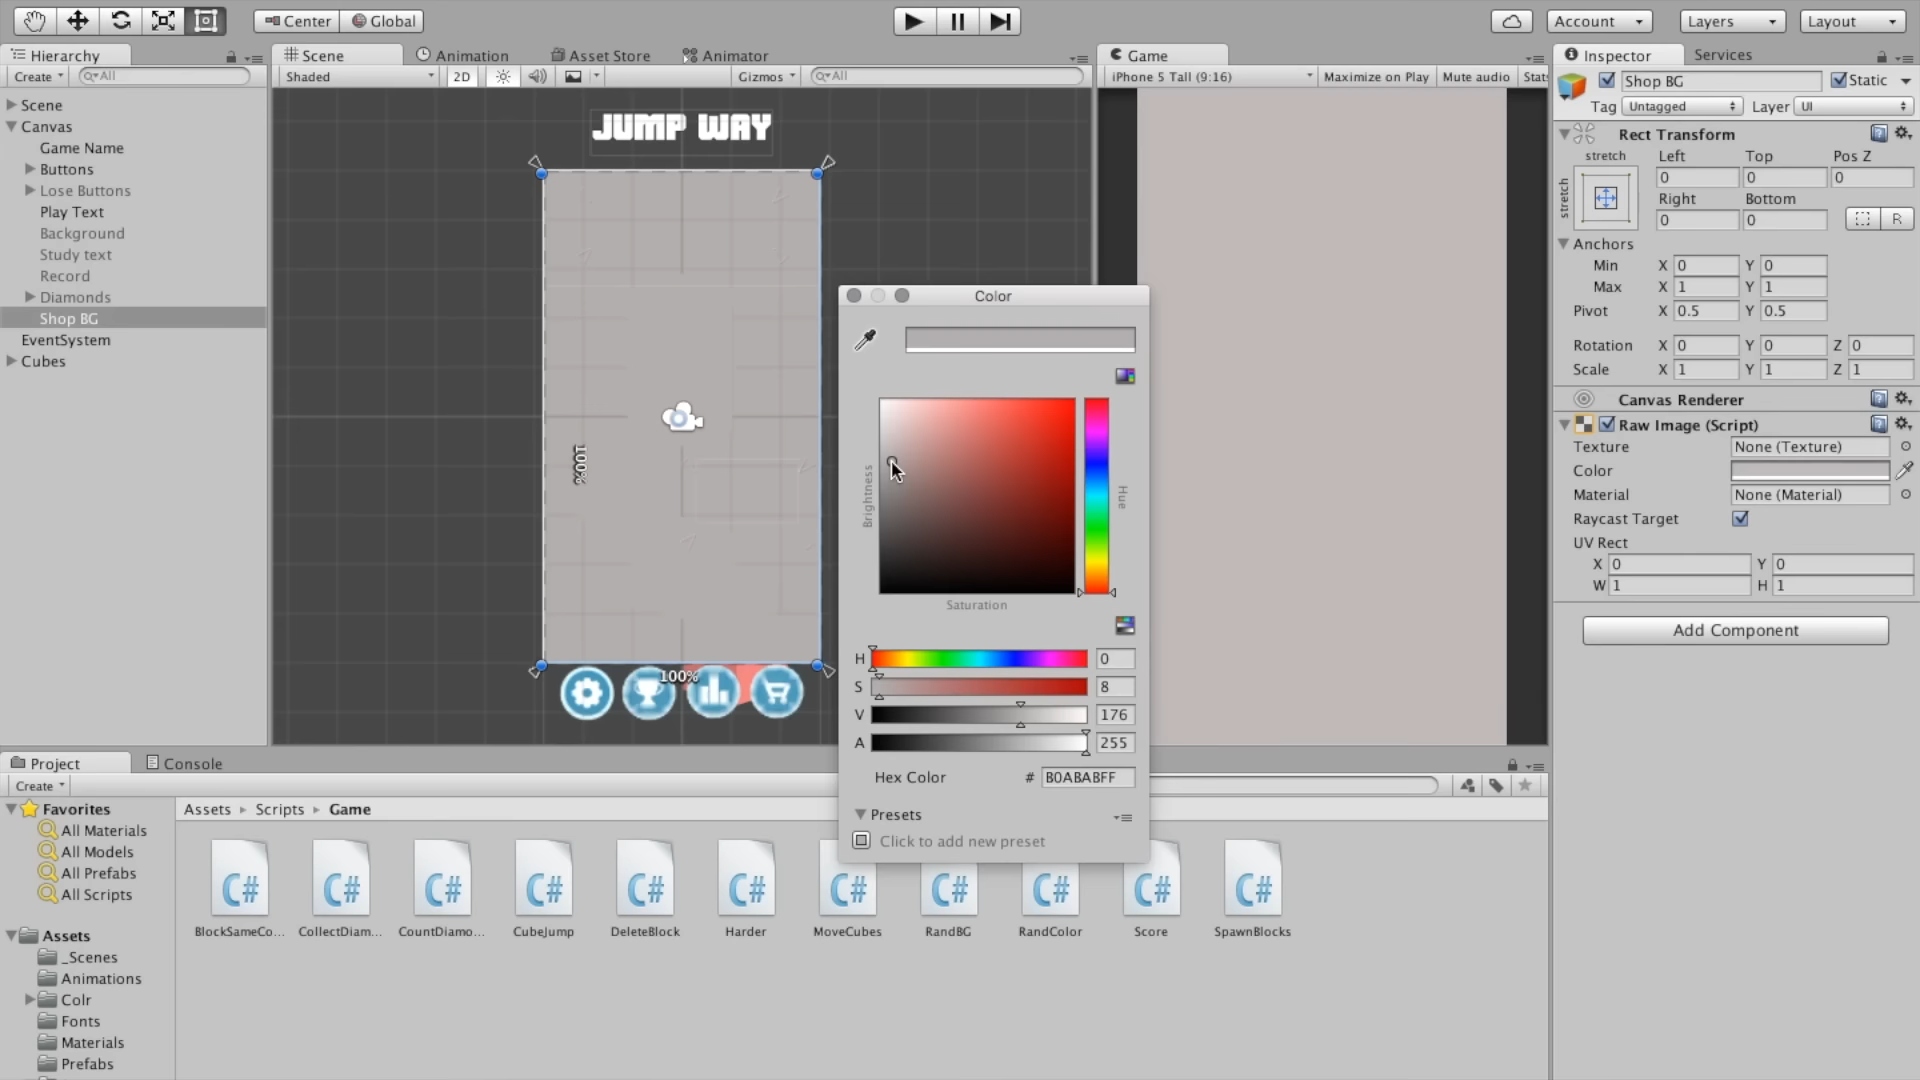 Center
Global
Account
Layers
Layout
Hierarchy
Create
All
Scene
Canvas
Game Name
Buttons
Lose Buttons
Play Text
Background
Study text
Record
Diamonds
Shop BG
EventSystem
Cubes
Scene
Animation
Asset Store
Animator
Shaded
2D
Gizmos
All
JUMP WAY
100%
100%
Game
iPhone 5 Tall (9:16)
Maximize on Play
Mute audio
Stats
Color
Brightness
Hue
Saturation
H 0
S 8
V 176
A 255
Hex Color # B0ABABFF
Presets
Click to add new preset
Inspector
Services
Shop BG
Static
Tag Untagged
Layer UI
Rect Transform
stretch
stretch
Left Top Pos Z
0 0 0
Right Bottom
0 0
R
Anchors
Min X 0 Y 0
Max X 1 Y 1
Pivot X 0.5 Y 0.5
Rotation X 0 Y 0 Z 0
Scale X 1 Y 1 Z 1
Canvas Renderer
Raw Image (Script)
Texture None (Texture)
Color
Material None (Material)
Raycast Target
UV Rect
X 0 Y 0
W 1 H 1
Add Component
Project
Console
Create
Favorites
All Materials
All Models
All Prefabs
All Scripts
Assets
_Scenes
Animations
Colr
Fonts
Materials
Prefabs
Assets Scripts Game
C# C# C# C# C# C# C# C# C# C# C#
BlockSameCo...
CollectDiam...
CountDiamo...
CubeJump
DeleteBlock
Harder
MoveCubes
RandBG
RandColor
Score
SpawnBlocks